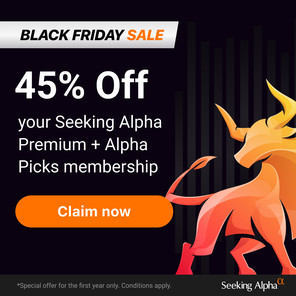 BLACK FRIDAY SALE
45% Off
your Seeking Alpha
Premium + Alpha
Picks membership
Claim now
*Special offer for the first year only. Conditions apply.
Seeking Alpha α